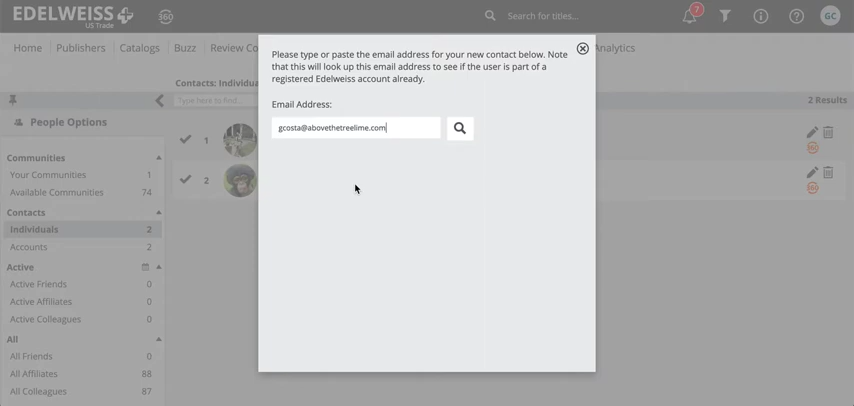 EDELWEISS+
US Trade
360
Search for titles...
7
GC
Home Publishers Catalogs Buzz Review Co Analytics
Contacts: Individua
Type here to find...
2 Results
People Options
Communities
Your Communities 1
Available Communities 74
Contacts
Individuals 2
Accounts 2
Active
Active Friends 0
Active Affiliates 0
Active Colleagues 0
All
All Friends 0
All Affiliates 88
All Colleagues 87
1
360
2
360
Please type or paste the email address for your new contact below. Note
that this will look up this email address to see if the user is part of a
registered Edelweiss account already.
Email Address:
gcosta@abovethetreelime.com